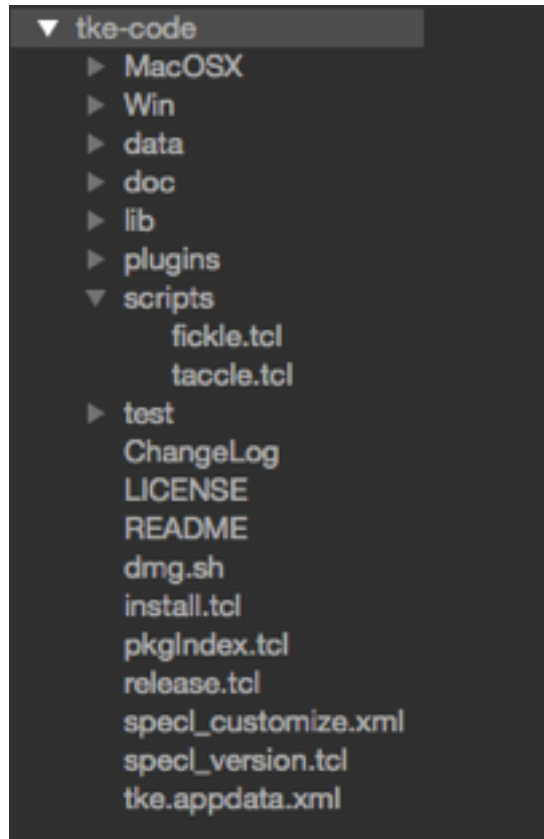 tke-code
MacOSX
Win
data
doc
lib
plugins
scripts
fickle.tcl
taccle.tcl
test
ChangeLog
LICENSE
README
dmg.sh
install.tcl
pkgIndex.tcl
release.tcl
specl_customize.xml
specl_version.tcl
tke.appdata.xml